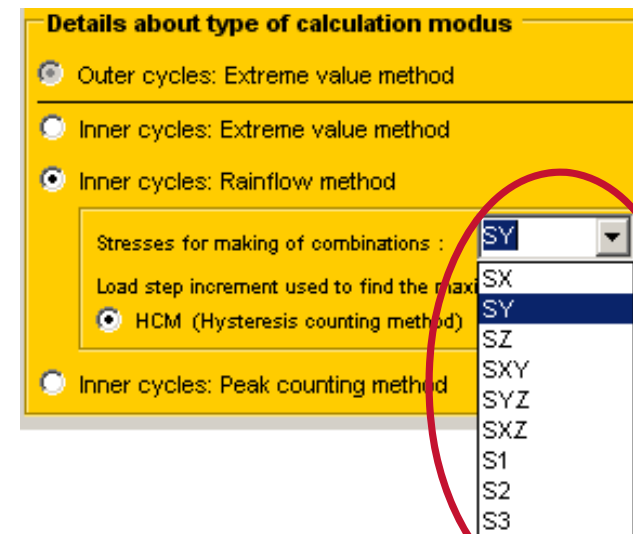 Details about type of calculation modus
Outer cycles: Extreme value method
Inner cycles: Extreme value method
Inner cycles: Rainflow method
Stresses for making of combinations : SY
Load step increment used to find the maxi
HCM (Hysteresis counting method)
Inner cycles: Peak counting method
SX
SY
SZ
SXY
SYZ
SXZ
S1
S2
S3